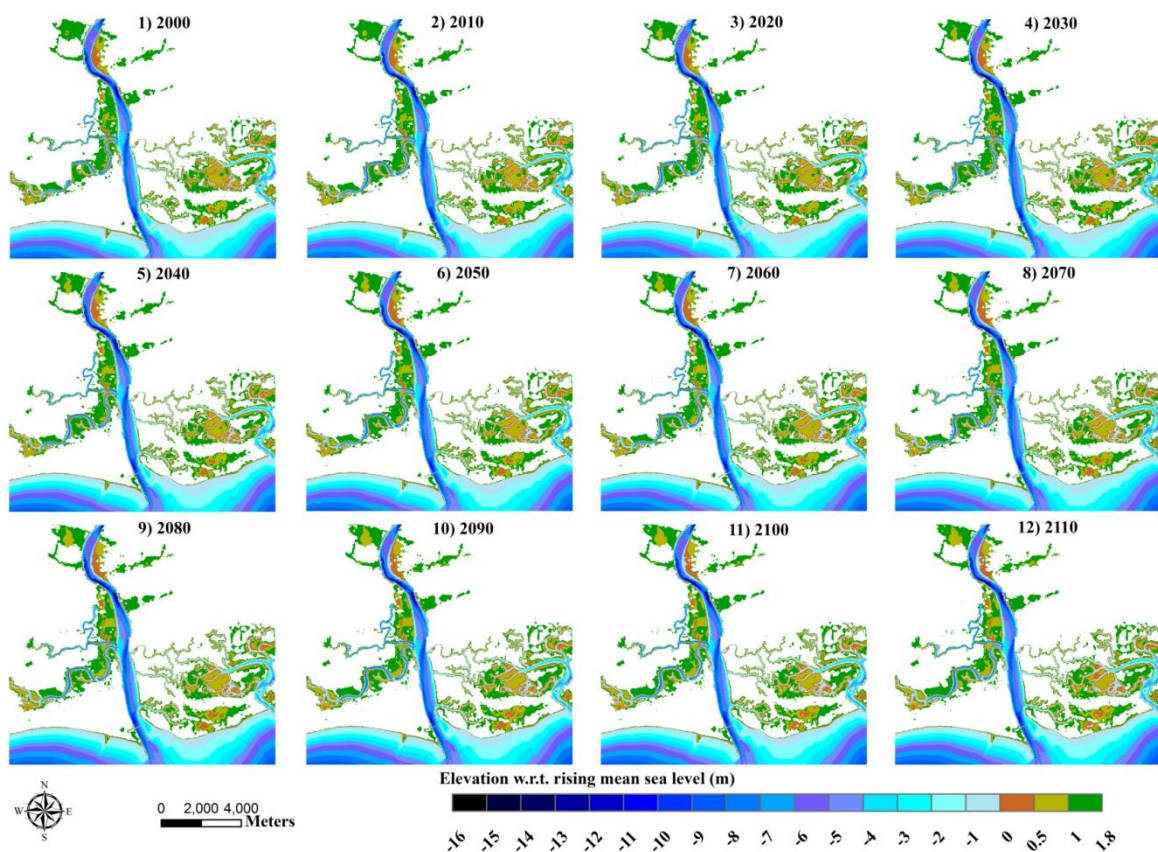 1) 2000
2) 2010
3) 2020
4) 2030
5) 2040
6) 2050
7) 2060
8) 2070
9) 2080
10) 2090
11) 2100
12) 2110
N
W E
S
0 2,000 4,000
Meters
Elevation w.r.t. rising mean sea level (m)
-16 -15 -14 -13 -12 -11 -10 -9 -8 -7 -6 -5 -4 -3 -2 -1 0 0.5 1 1.8